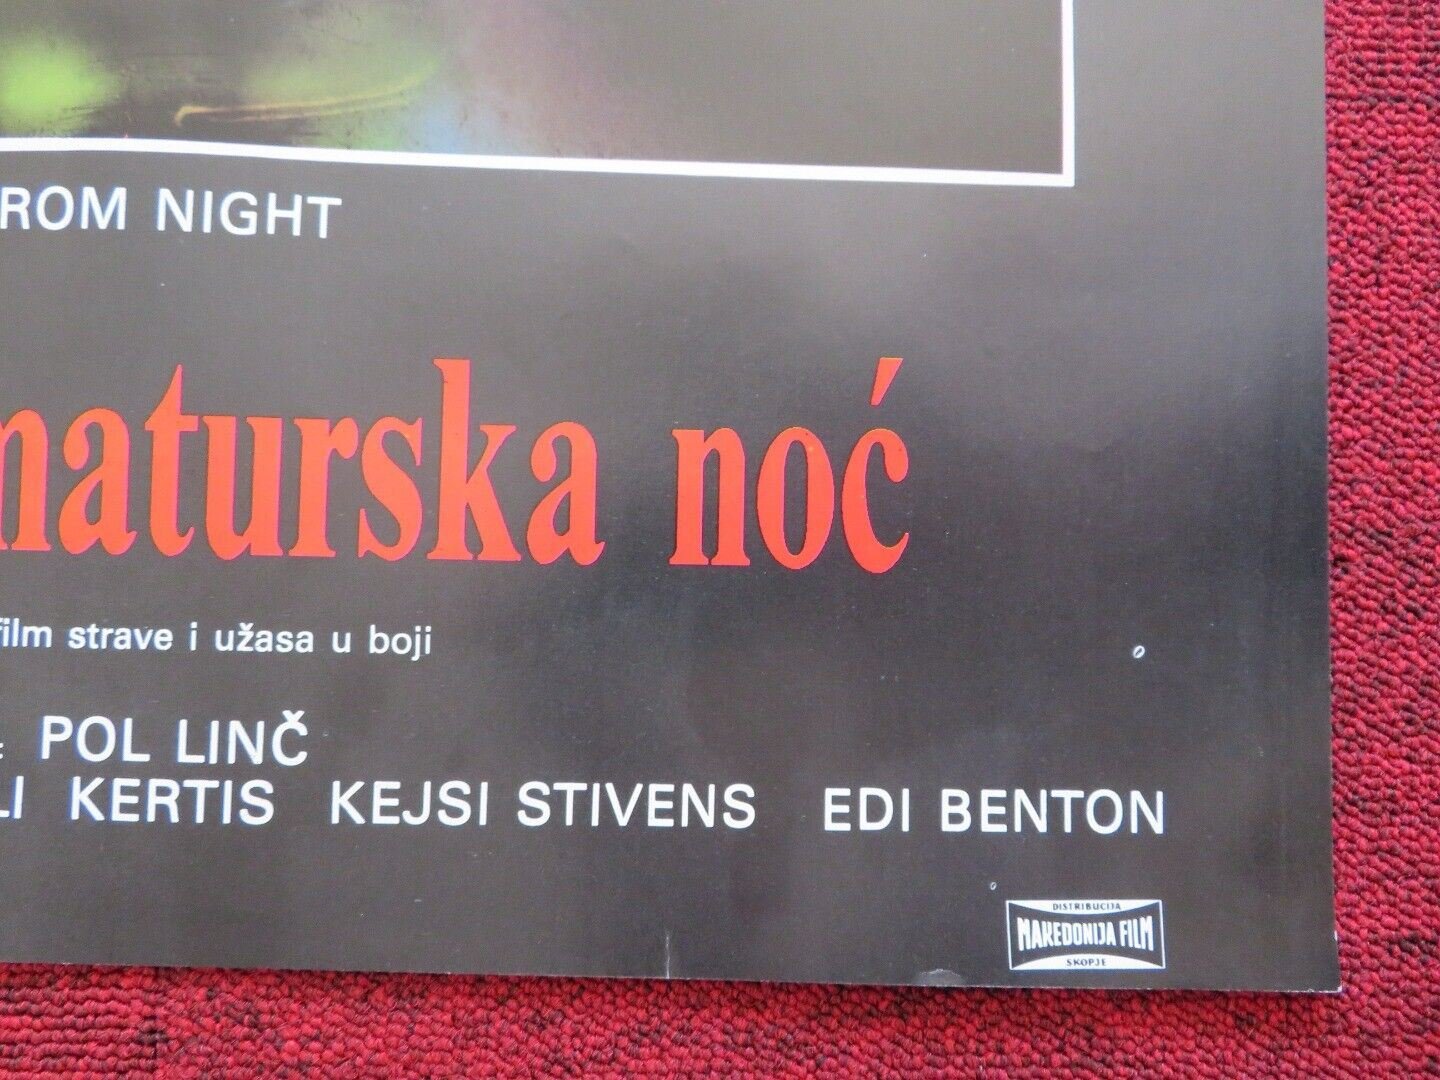 ROM NIGHT
maturska noć
film strave i užasa u boji
: POL LINČ
LI KERTIS KEJSI STIVENS EDI BENTON
DISTRIBUCIJA
MAKEDONIJA FILM
SKOPJE